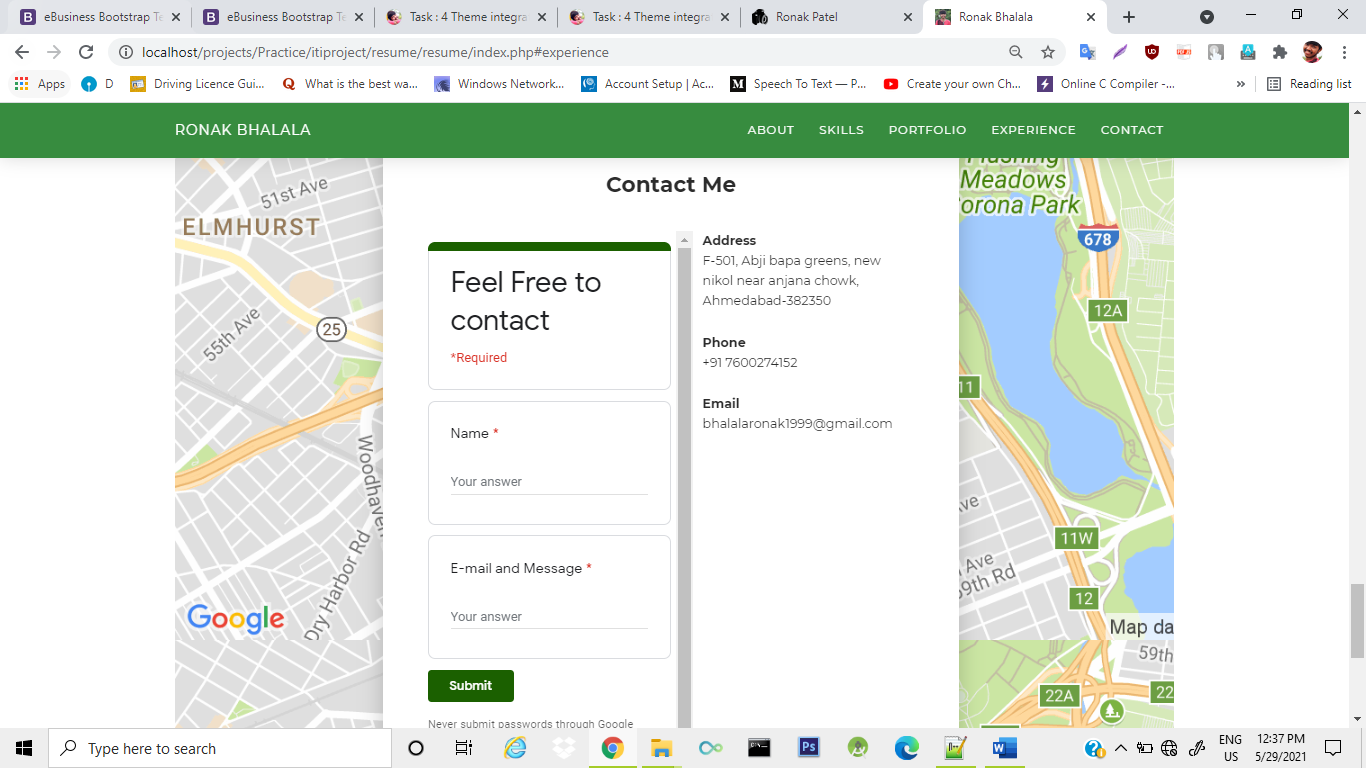 eBusiness Bootstrap Te
eBusiness Bootstrap Te
Task : 4 Theme integra
Task : 4 Theme integra
Ronak Patel
Ronak Bhalala
localhost/projects/Practice/itiproject/resume/resume/index.php#experience
Apps
D
Driving Licence Gui...
What is the best wa...
Windows Network...
Account Setup | Ac...
Speech To Text — P...
Create your own Ch...
Online C Compiler -...
»
Reading list
RONAK BHALALA
ABOUT
SKILLS
PORTFOLIO
EXPERIENCE
CONTACT
Contact Me
51st Ave
ELMHURST
55th Ave
25
Woodhaven
Dry Harbor Rd
Google
Feel Free to
contact
*Required
Name *
Your answer
E-mail and Message *
Your answer
Submit
Never submit passwords through Google
Address
F-501, Abji bapa greens, new
nikol near anjana chowk,
Ahmedabad-382350
Phone
+91 7600274152
Email
bhalalaronak1999@gmail.com
Flushing
Meadows
Corona Park
678
12A
11
11W
Ave
69th Rd
12
Map da
59th
22A
22
Type here to search
ENG
US
12:37 PM
5/29/2021